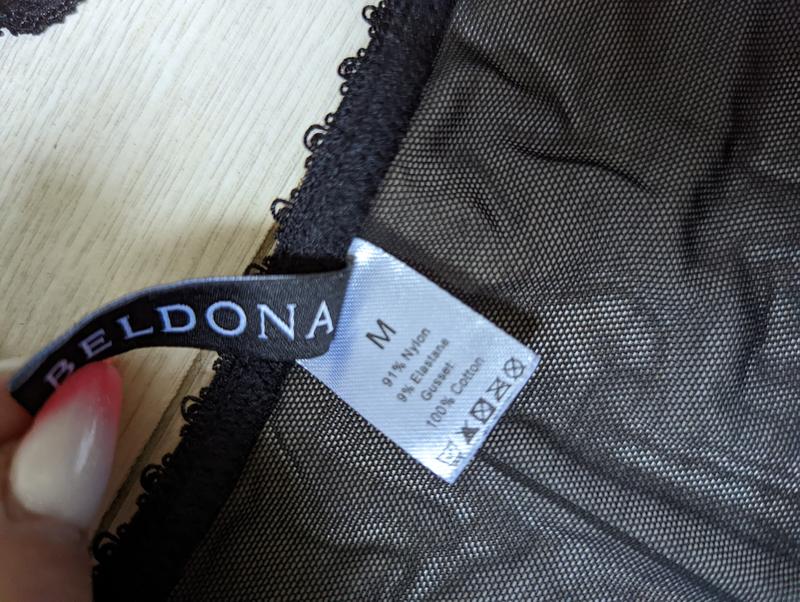 BELDONA
M
91% Nylon
9% Elastane
Gusset:
100% Cotton